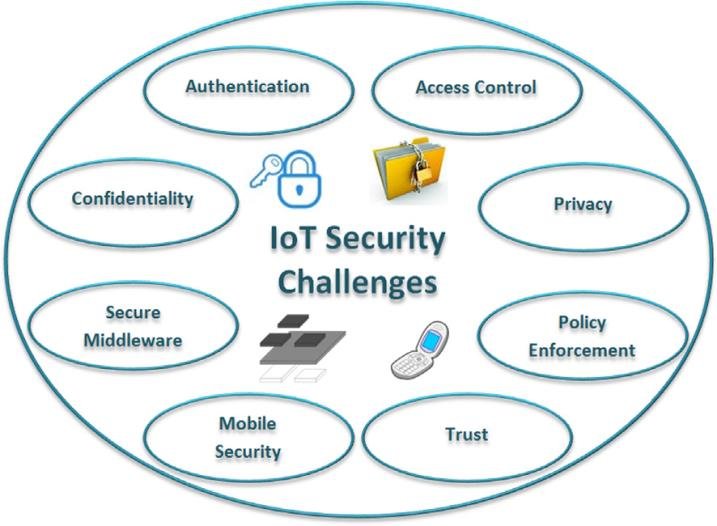 Authentication
Access Control
Confidentiality
Privacy
IoT Security
Challenges
Secure
Middleware
Policy
Enforcement
Mobile
Security
Trust